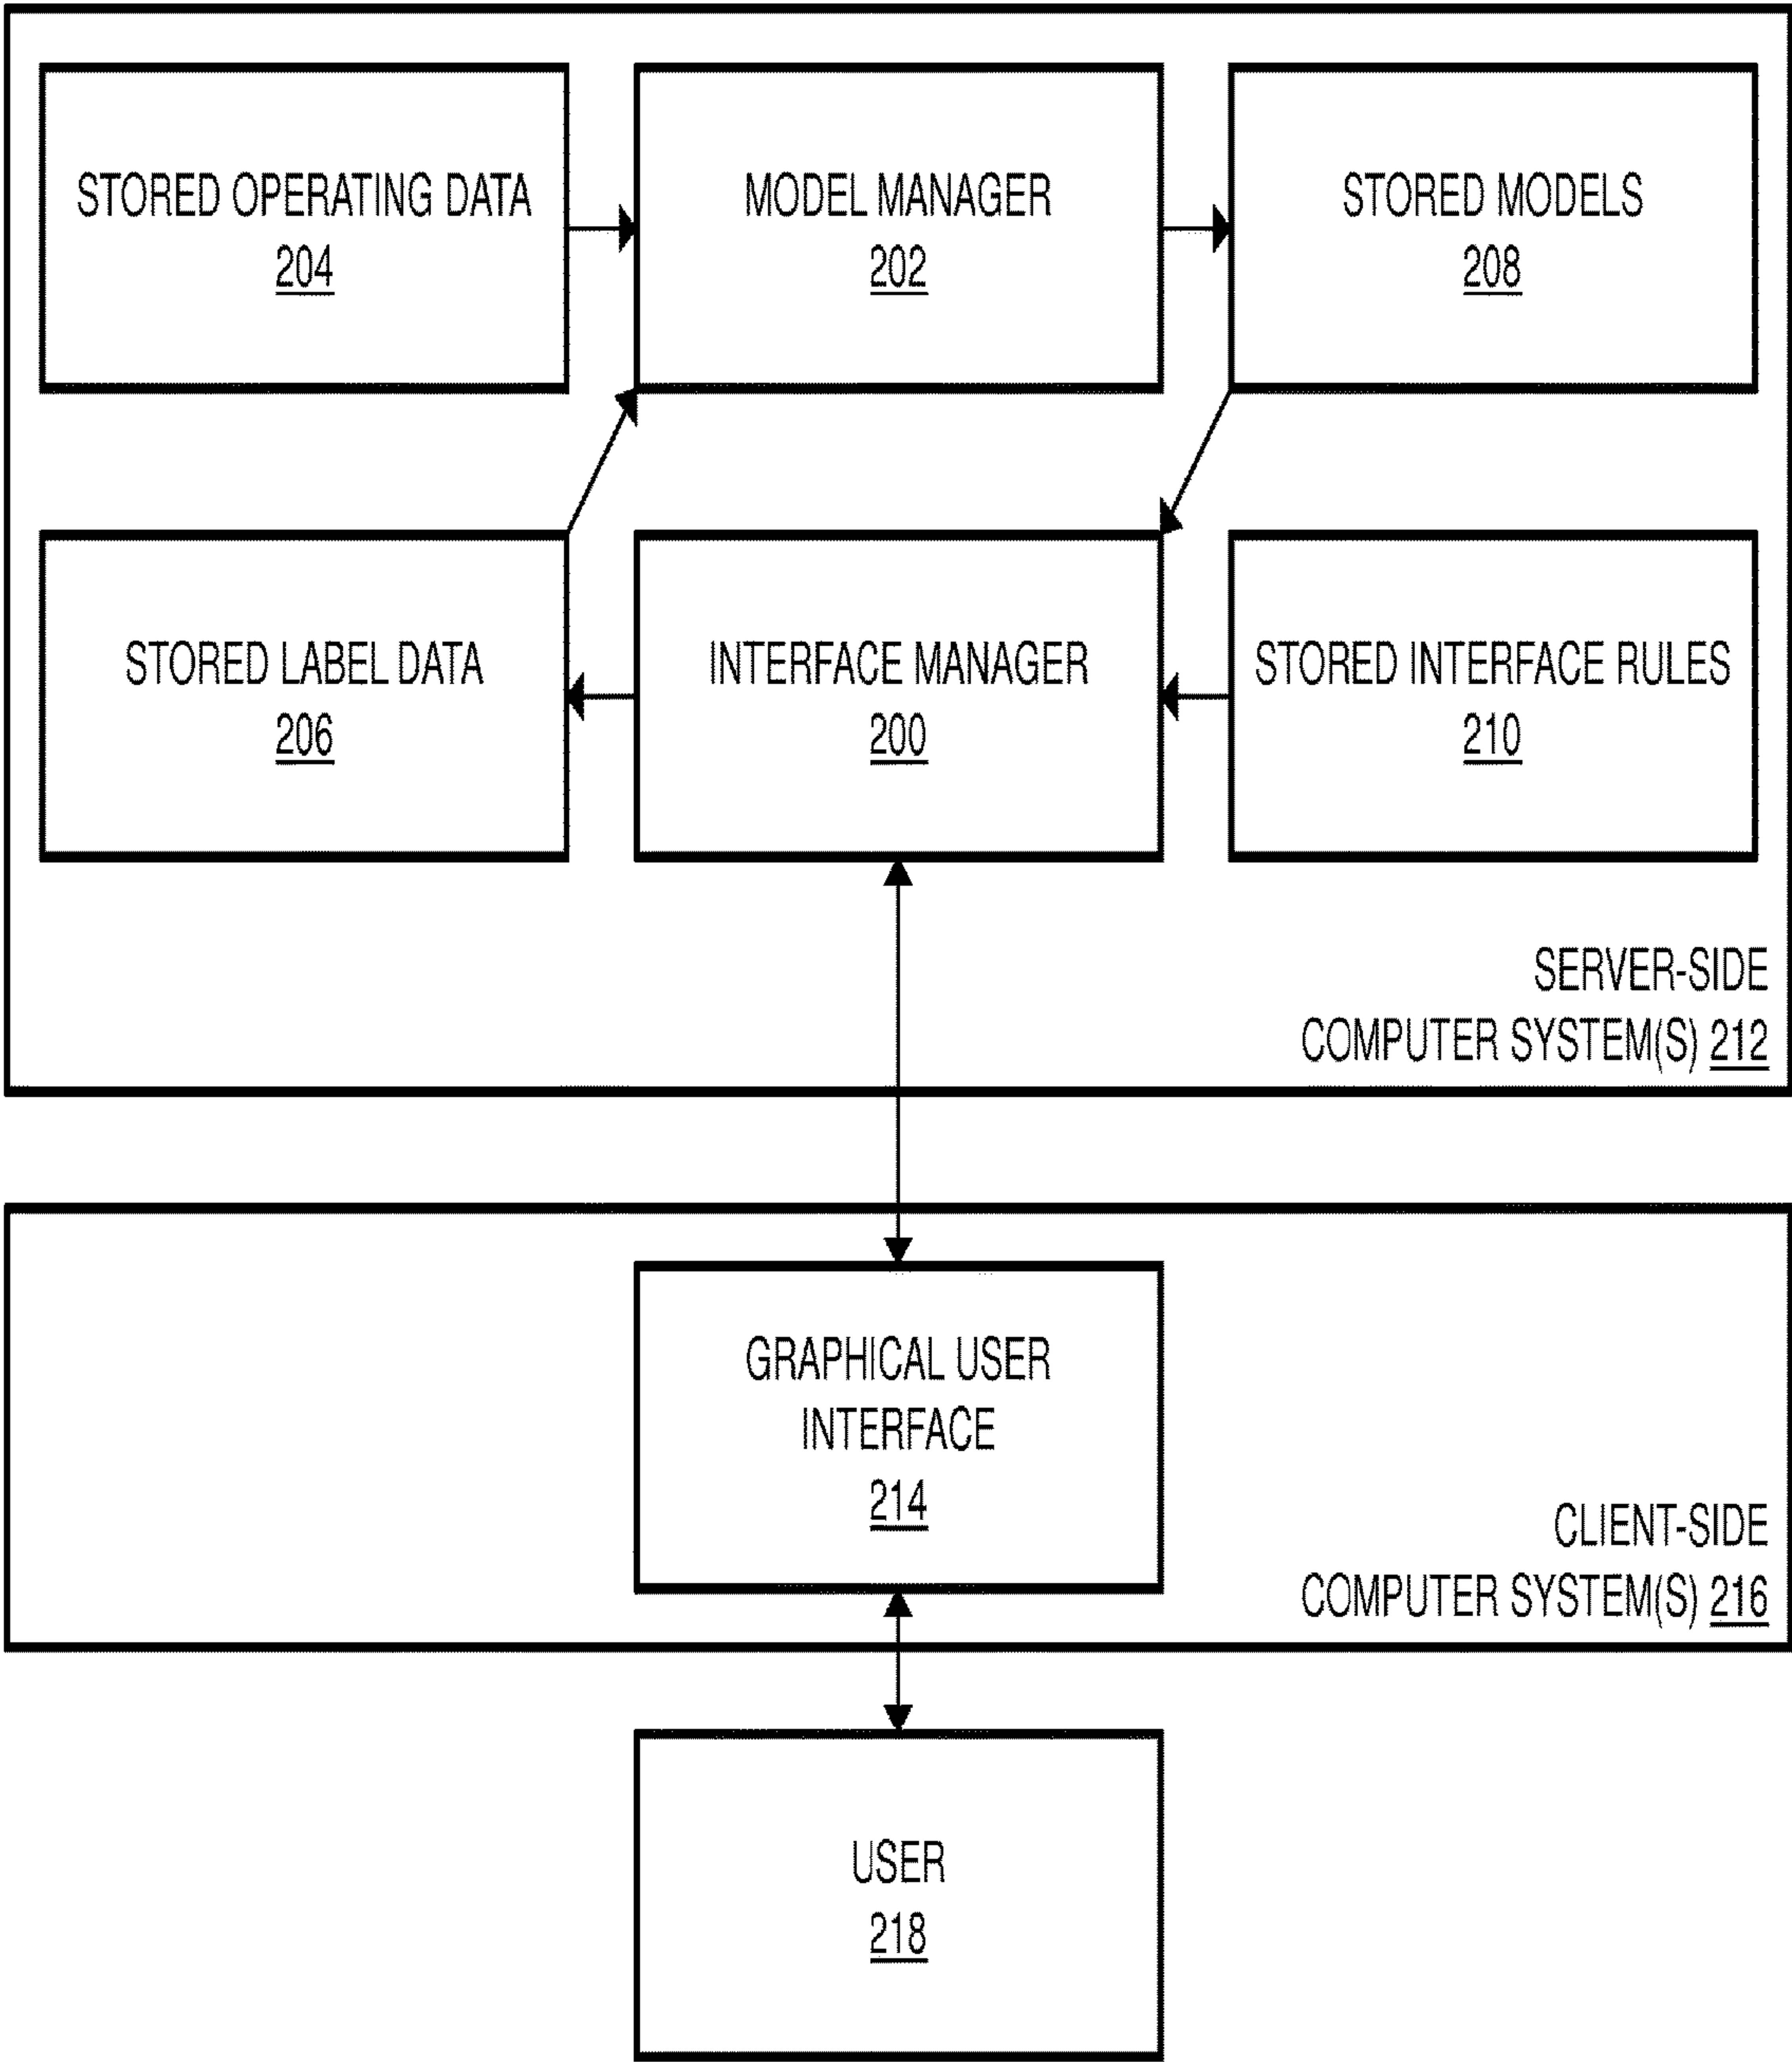 STORED OPERATING DATA
204
MODEL MANAGER
202
STORED MODELS
208
STORED LABEL DATA
206
INTERFACE MANAGER
200
STORED INTERFACE RULES
210
SERVER-SIDE
COMPUTER SYSTEM(S) 212
GRAPHICAL USER
INTERFACE
214
CLIENT-SIDE
COMPUTER SYSTEM(S) 216
USER
218